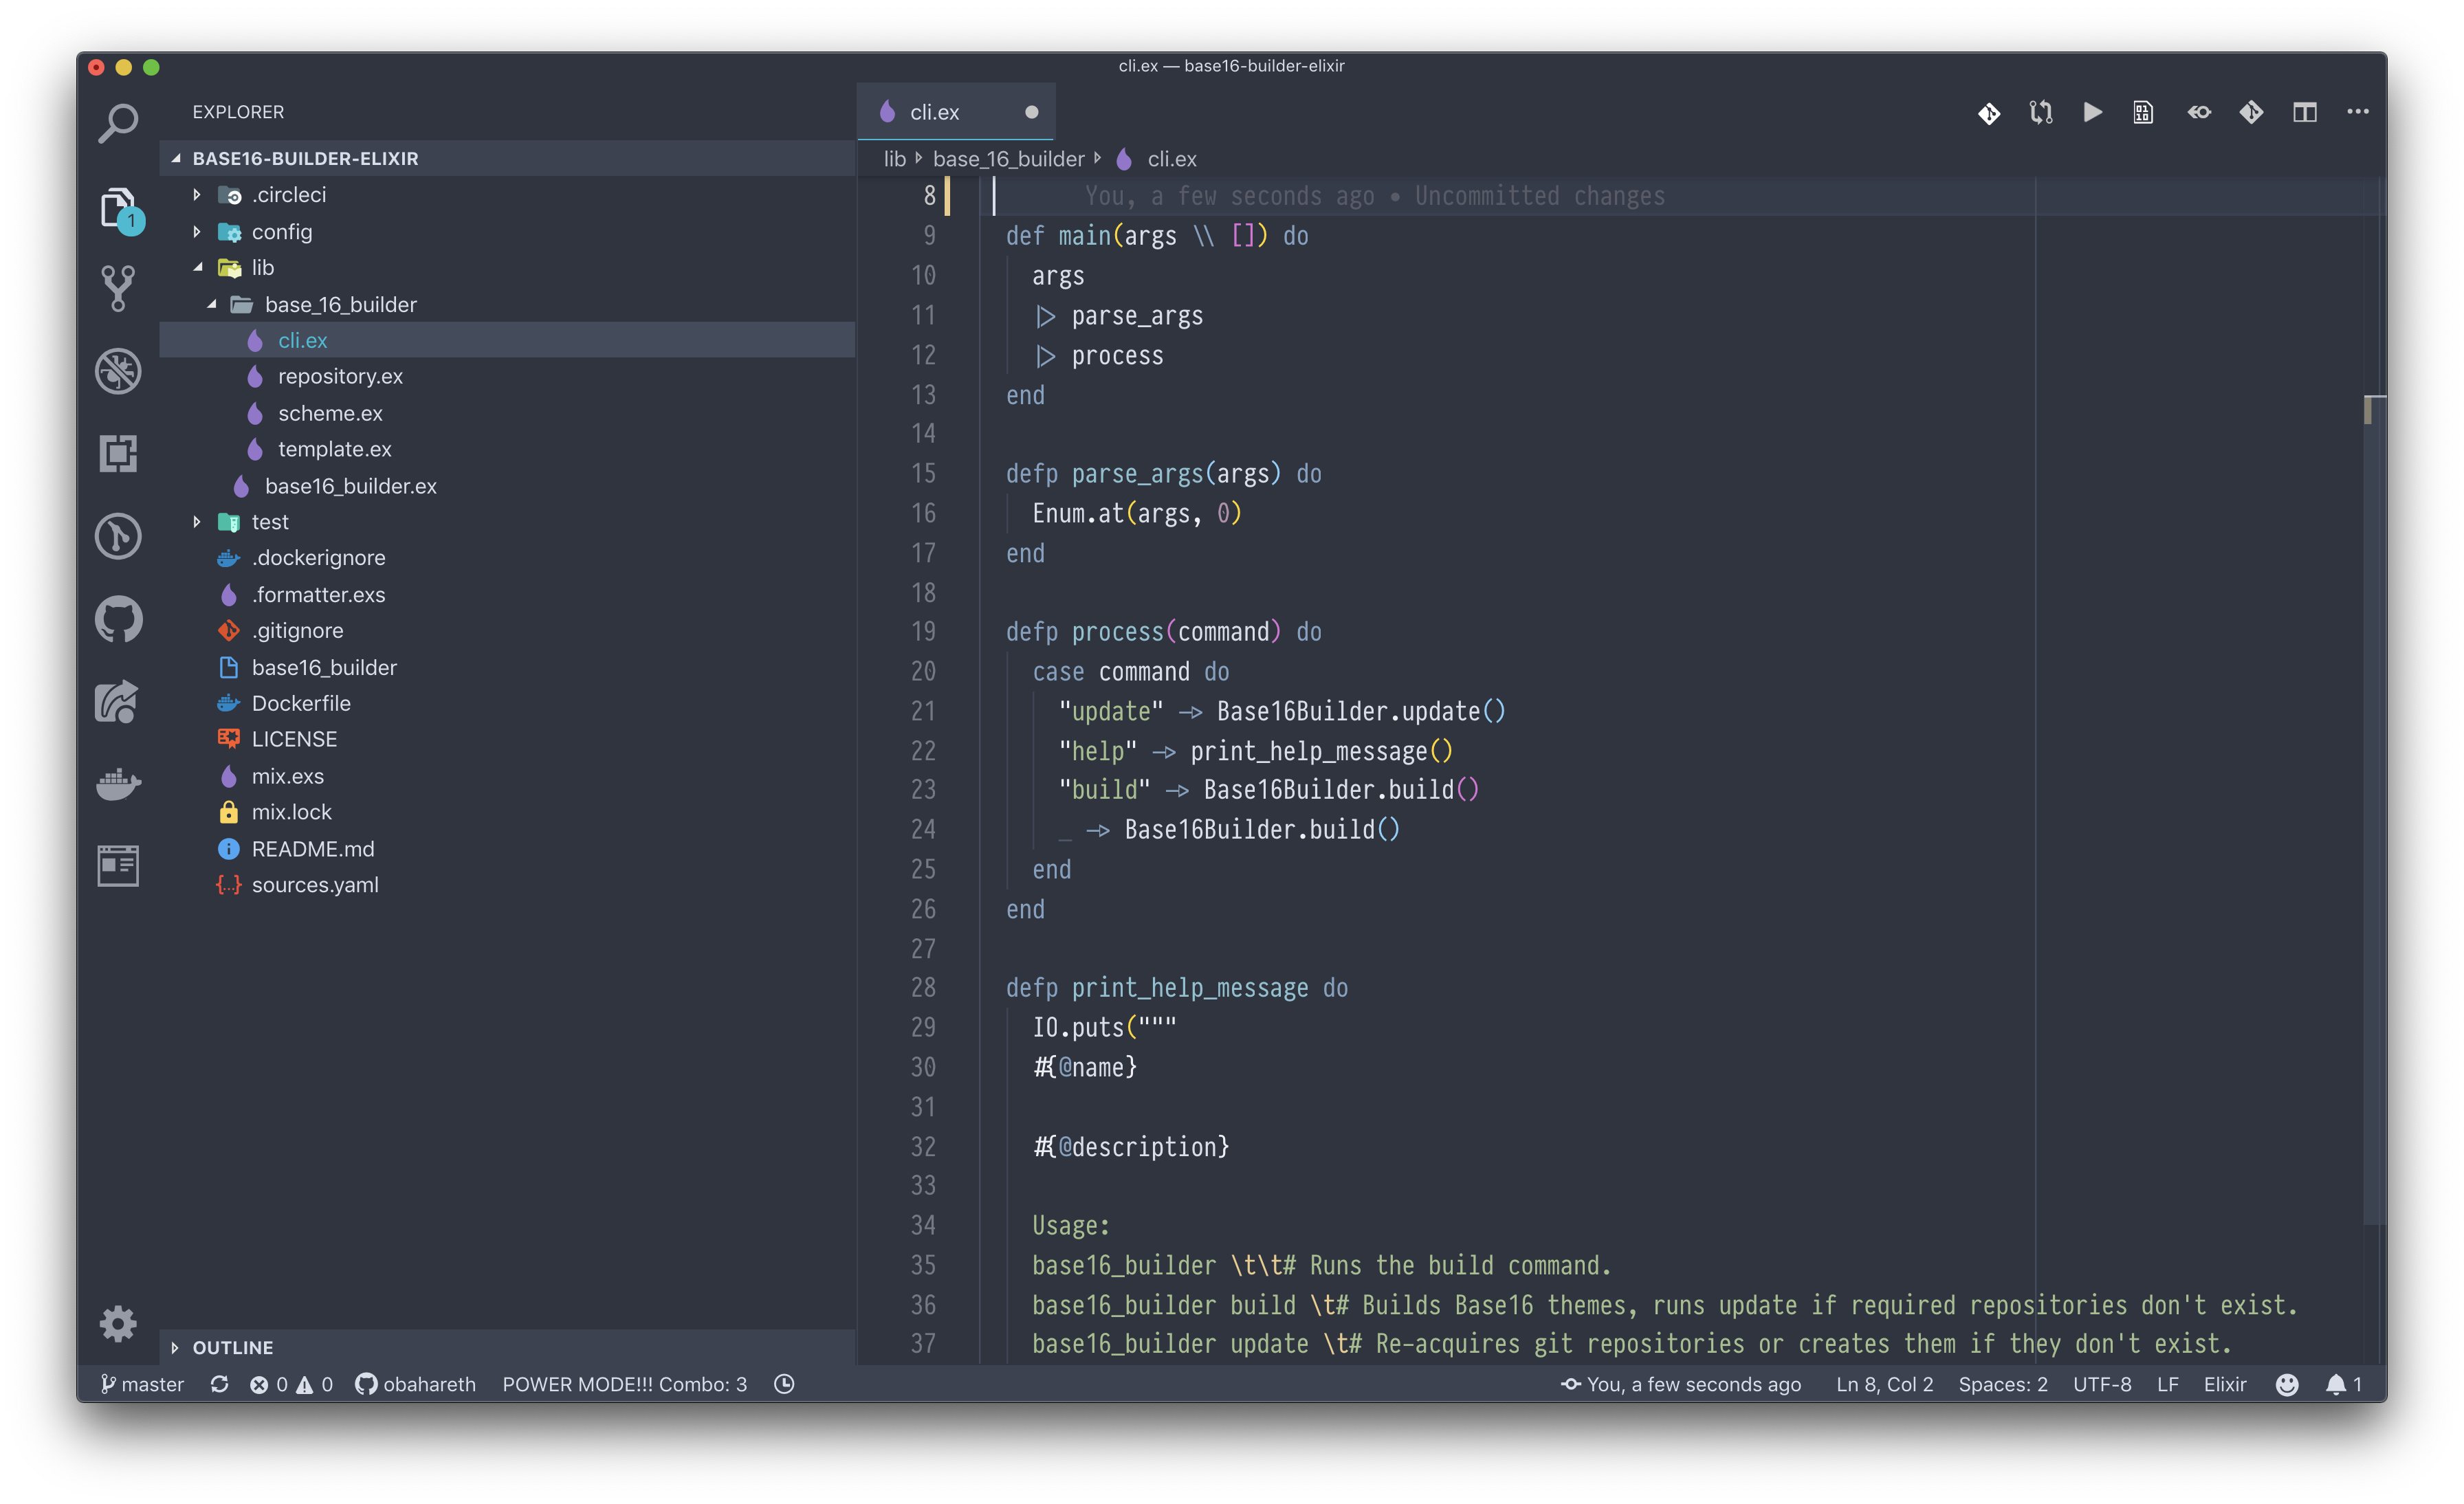 cli.ex — base16-builder-elixir
EXPLORER
BASE16-BUILDER-ELIXIR
.circleci
config
lib
base_16_builder
cli.ex
repository.ex
scheme.ex
template.ex
base16_builder.ex
test
.dockerignore
.formatter.exs
.gitignore
base16_builder
Dockerfile
LICENSE
mix.exs
mix.lock
README.md
sources.yaml
OUTLINE
1
cli.ex
lib base_16_builder cli.ex
8 You, a few seconds ago • Uncommitted changes
9 def main(args \\ []) do
10 args
11 |> parse_args
12 |> process
13 end
14
15 defp parse_args(args) do
16 Enum.at(args, 0)
17 end
18
19 defp process(command) do
20 case command do
21 "update" -> Base16Builder.update()
22 "help" -> print_help_message()
23 "build" -> Base16Builder.build()
24 _ -> Base16Builder.build()
25 end
26 end
27
28 defp print_help_message do
29 IO.puts("""
30 #{@name}
31
32 #{@description}
33
34 Usage:
35 base16_builder \t\t# Runs the build command.
36 base16_builder build \t# Builds Base16 themes, runs update if required repositories don't exist.
37 base16_builder update \t# Re-acquires git repositories or creates them if they don't exist.
master 0 0 obahareth POWER MODE!!! Combo: 3 You, a few seconds ago Ln 8, Col 2 Spaces: 2 UTF-8 LF Elixir 1